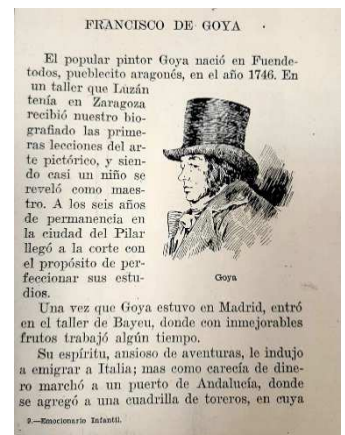 FRANCISCO DE GOYA
El popular pintor Goya nació en Fuende-
todos, pueblecito aragonés, en el año 1746. En
un taller que Luzán
tenía en Zaragoza
recibió nuestro bio-
grafiado las prime-
ras lecciones del ar-
te pictórico, y sien-
do casi un niño se
reveló como maes-
tro. A los seis años
de permanencia en
la ciudad del Pilar
llegó a la corte con
el propósito de per-
feccionar sus estu-
dios.
Goya
Una vez que Goya estuvo en Madrid, entró
en el taller de Bayeu, donde con inmejorables
frutos trabajó algún tiempo.
Su espíritu, ansioso de aventuras, le indujo
a emigrar a Italia; mas como carecía de dine-
ro marchó a un puerto de Andalucía, donde
se agregó a una cuadrilla de toreros, en cuya
9.—Emocionario Infantil.